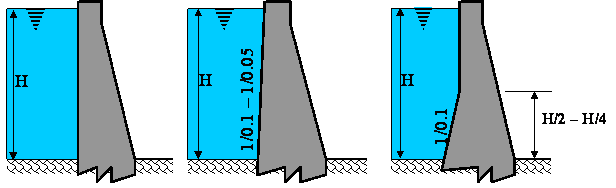 H
H
1/0.1 – 1/0.05
H
1/0.1
H/2 – H/4